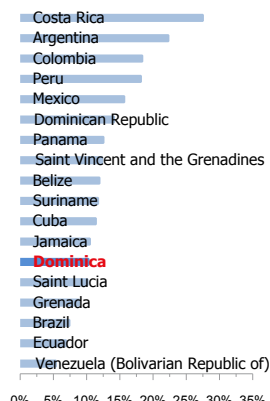 Costa Rica
Argentina
Colombia
Peru
Mexico
Dominican Republic
Panama
Saint Vincent and the Grenadines
Belize
Suriname
Cuba
Jamaica
Dominica
Saint Lucia
Grenada
Brazil
Ecuador
Venezuela (Bolivarian Republic of)
0% 5% 10% 15% 20% 25% 30% 35%